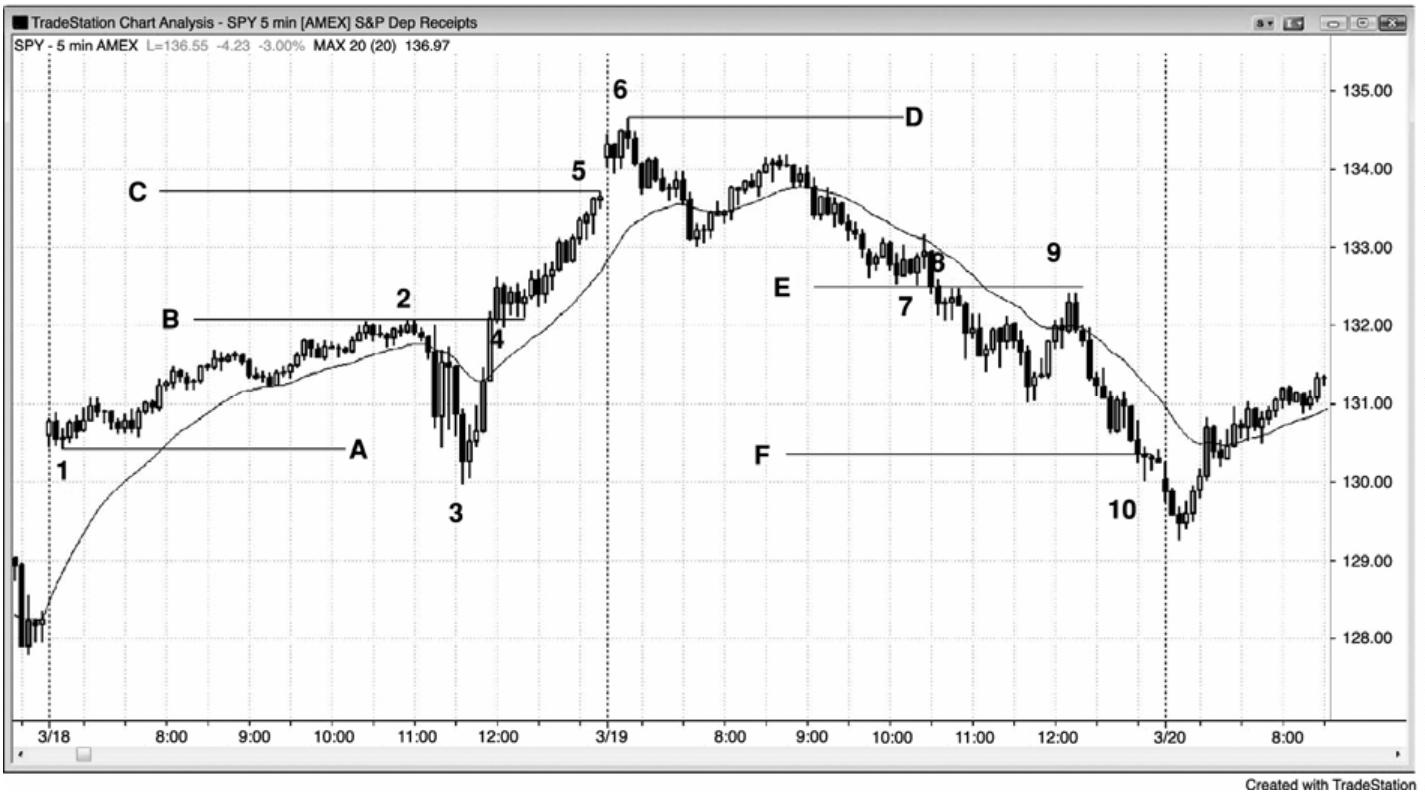 TradeStation Chart Analysis - SPY 5 min [AMEX] S&P Dep Receipts
SPY - 5 min AMEX L=136.55 -4.23 -3.00% MAX 20 (20) 136.97
6
135.00
D
5
134.00
C
9
133.00
8
E
2
7
B
132.00
4
131.00
A
F
1
130.00
3
10
129.00
128.00
3/18 8:00 9:00 10:00 11:00 12:00 3/19 8:00 9:00 10:00 11:00 12:00 3/20 8:00
Created with TradeStation